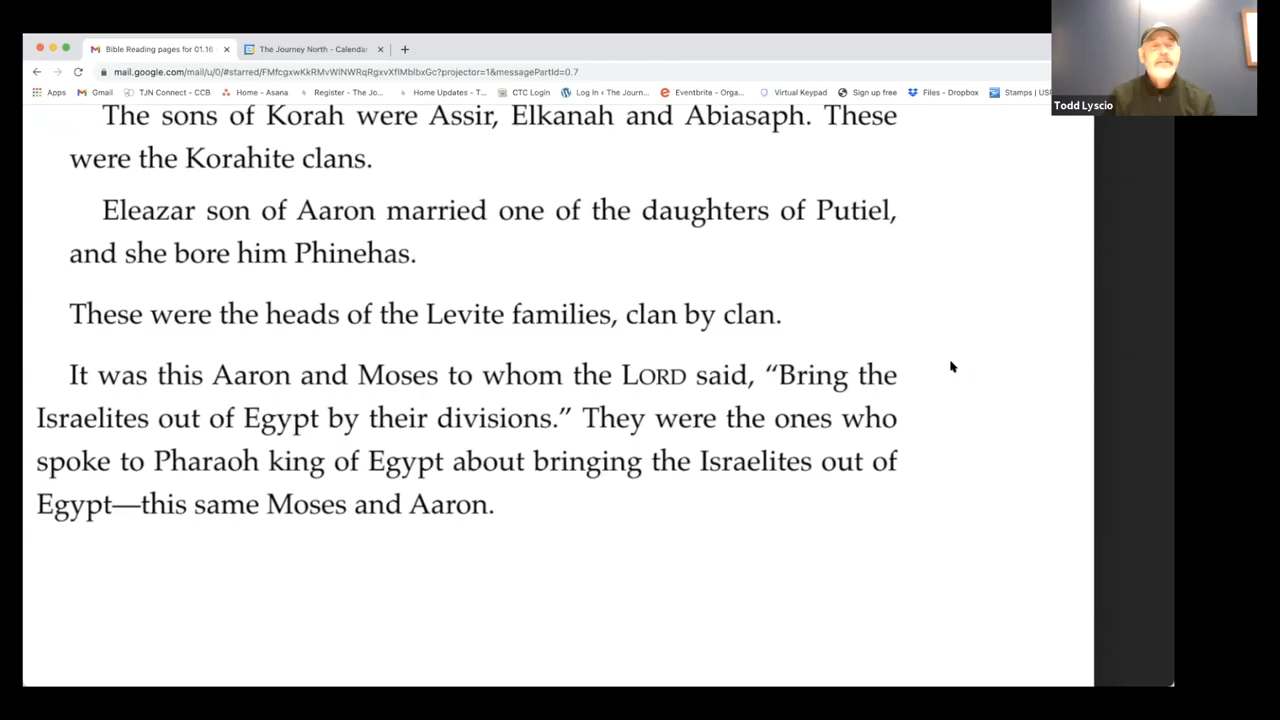 Bible Reading pages for 01.16
The Journey North - Calendar
mail.google.com/mail/u/0/#starred/FMfcgxwKkRMvWlNWRqRgxvXflMblbxGc?projector=1&messagePartId=0.7
Apps Gmail TJN Connect - CCB Home - Asana Register - The Jo... Home Updates - T... CTC Login Log In ‹ The Journ... Eventbrite - Orga... Virtual Keypad Sign up free Files - Dropbox Stamps | USP
Todd Lyscio
The sons of Korah were Assir, Elkanah and Abiasaph. These
were the Korahite clans.
Eleazar son of Aaron married one of the daughters of Putiel,
and she bore him Phinehas.
These were the heads of the Levite families, clan by clan.
It was this Aaron and Moses to whom the LORD said, “Bring the
Israelites out of Egypt by their divisions.” They were the ones who
spoke to Pharaoh king of Egypt about bringing the Israelites out of
Egypt—this same Moses and Aaron.